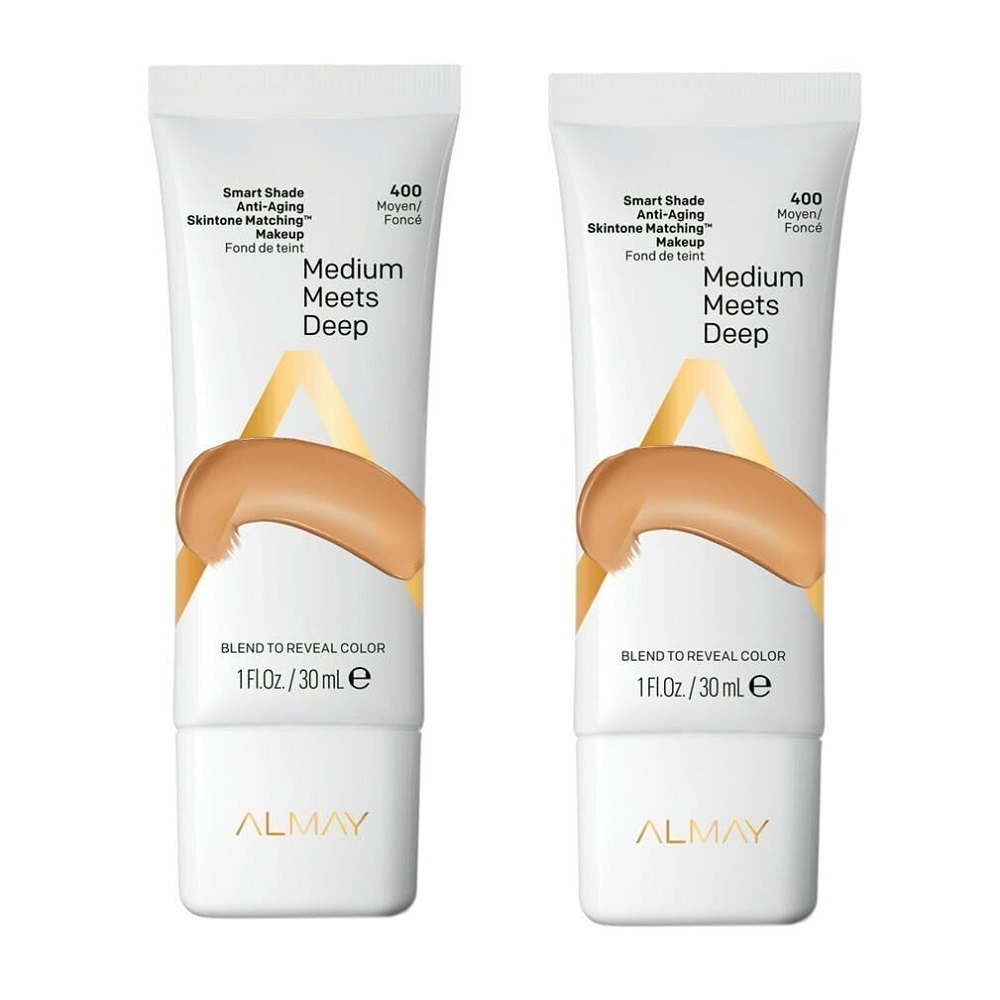 Smart Shade
Anti-Aging
Skintone Matching™
Makeup
Fond de teint
400
Moyen/
Foncé
Medium
Meets
Deep
BLEND TO REVEAL COLOR
1 Fl.Oz. / 30 mL ℮
ALMAY
Smart Shade
Anti-Aging
Skintone Matching™
Makeup
Fond de teint
400
Moyen/
Foncé
Medium
Meets
Deep
BLEND TO REVEAL COLOR
1 Fl.Oz. / 30 mL ℮
ALMAY